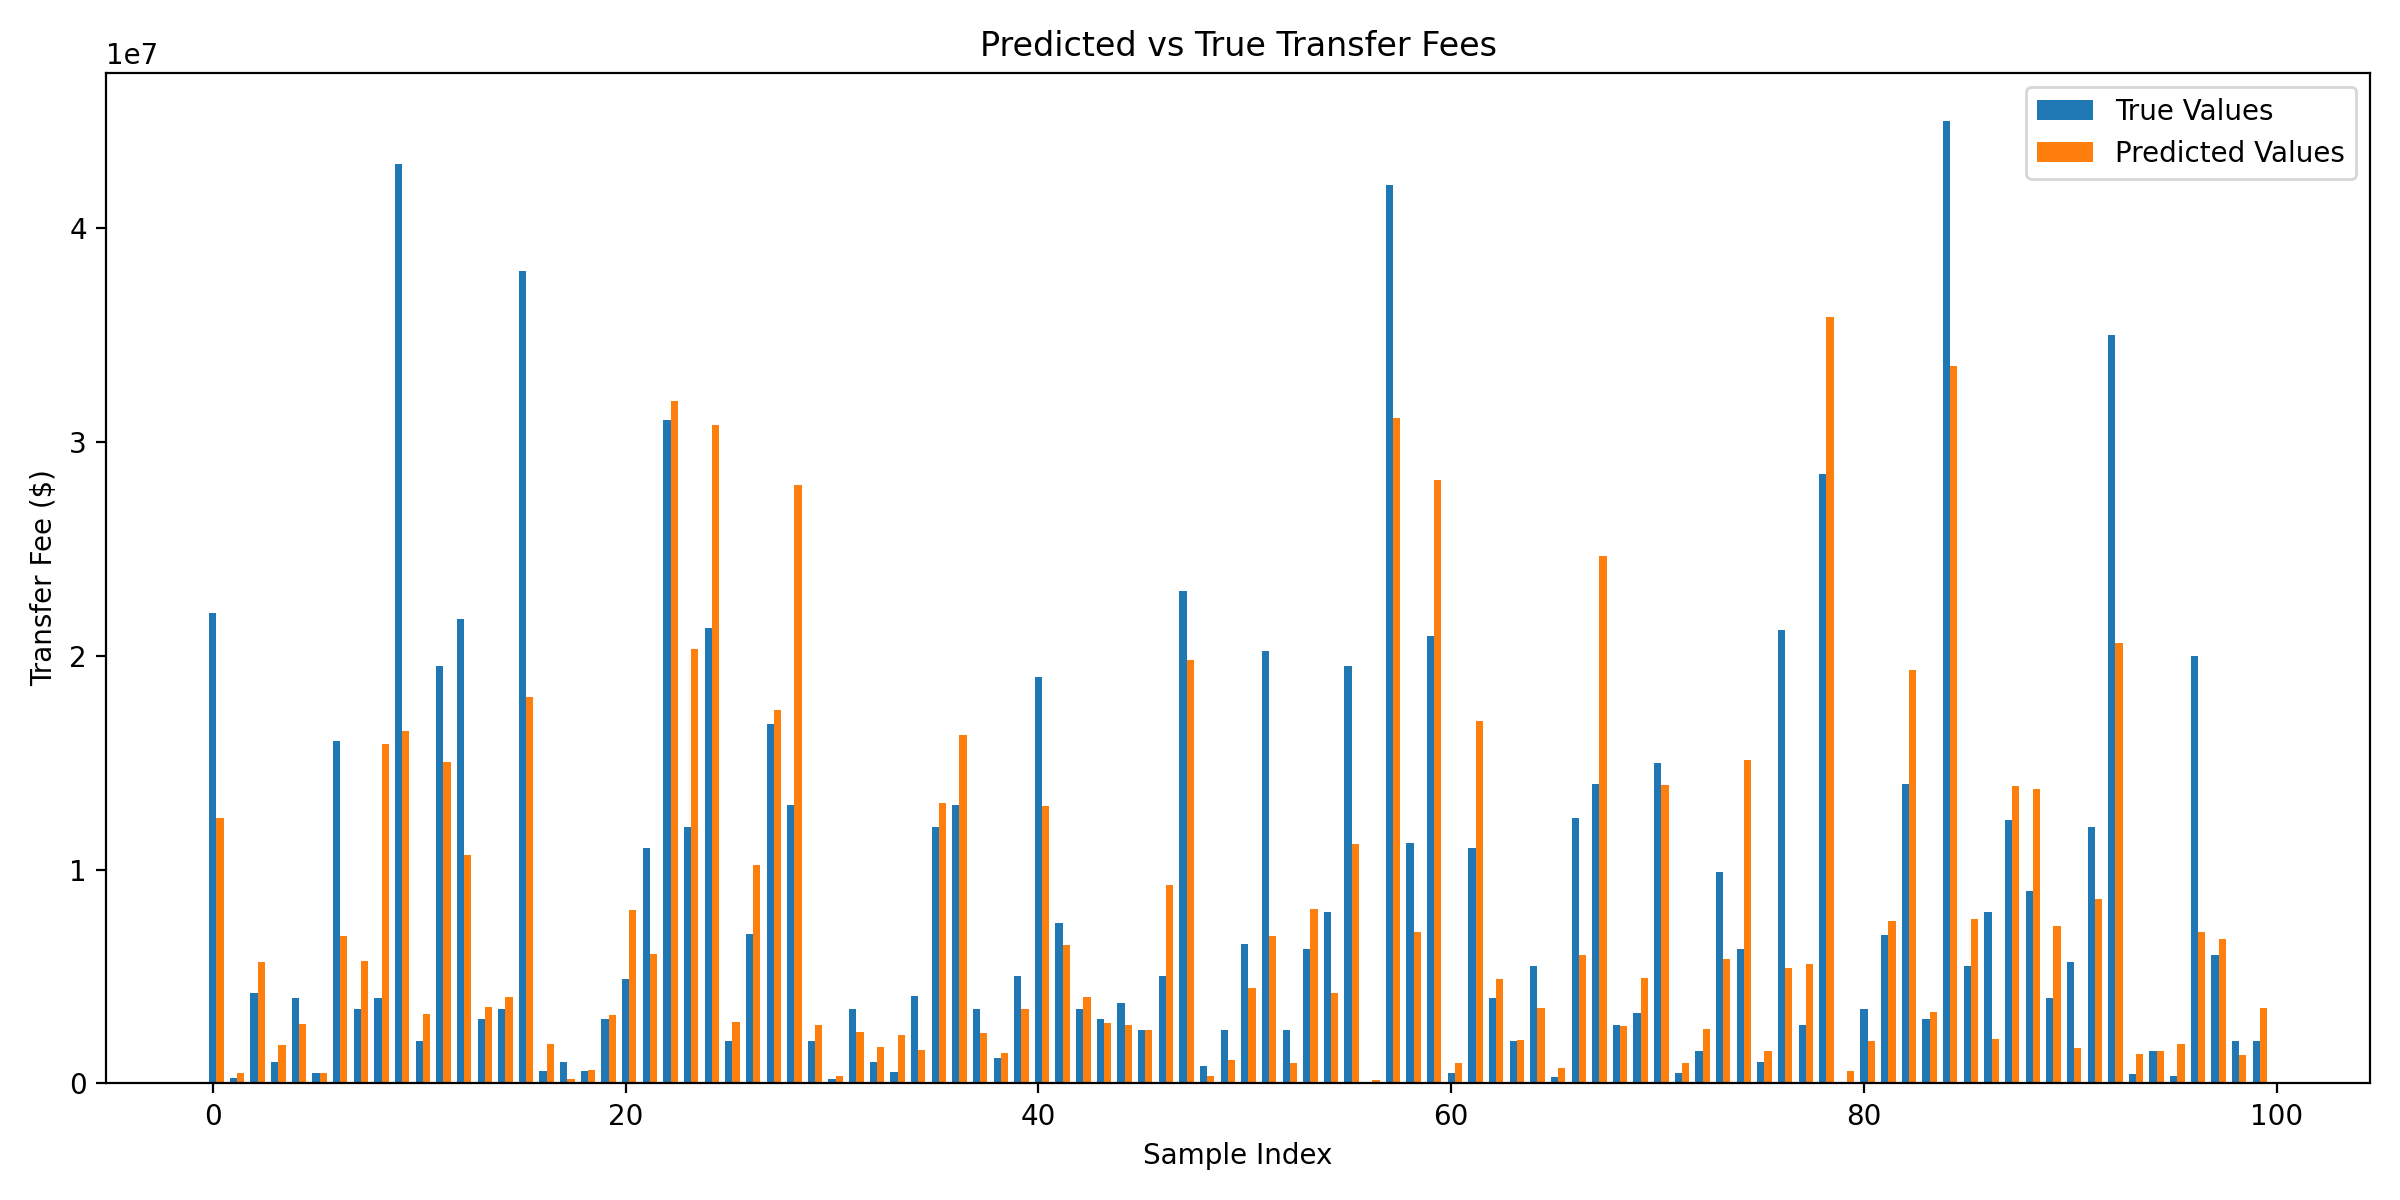 Predicted vs True Transfer Fees
1e7
True Values
Predicted Values
4
3
2
1
0
Transfer Fee ($)
0 20 40 60 80 100
Sample Index